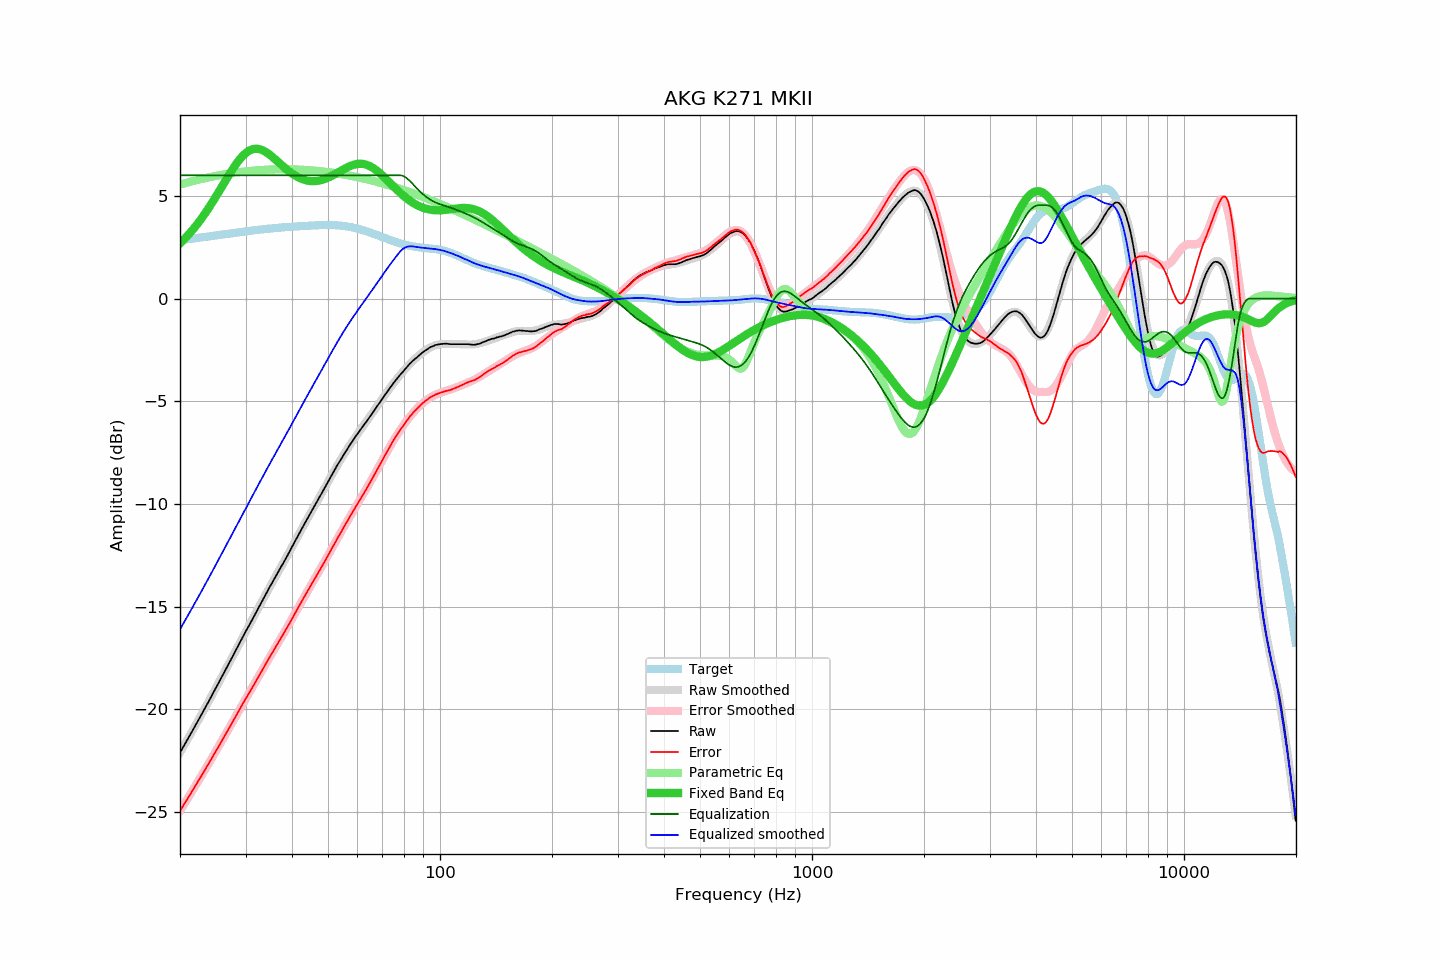 AKG K271 MKII
5
0
−5
−10
−15
−20
−25
Amplitude (dBr)
Target
Raw Smoothed
Error Smoothed
Raw
Error
Parametric Eq
Fixed Band Eq
Equalization
Equalized smoothed
100
1000
10000
Frequency (Hz)